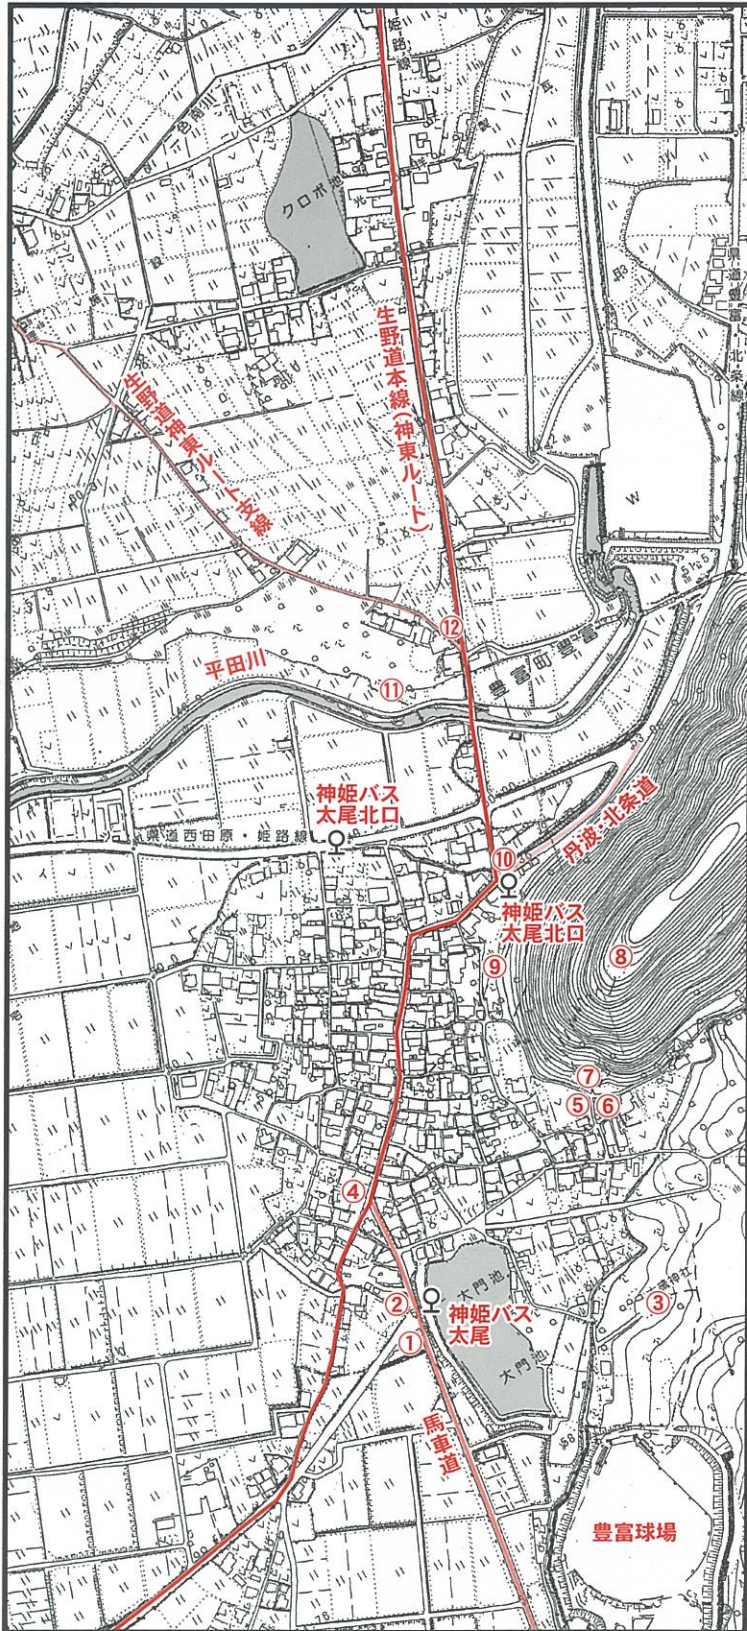 姫路線
クロボ池
県道豊富・北条線
生野道本線(神東ルート)
生野道神東ルート支線
W
⑫
平田川
⑪
豊富町豊富
神姫バス
太尾北口
県道西田原・姫路線
丹波・北条道
⑩
神姫バス
太尾北口
⑨
⑧
⑦
⑤
⑥
④
大門池
③
②
神姫バス
太尾
①
大門池
馬車道
豊富球場